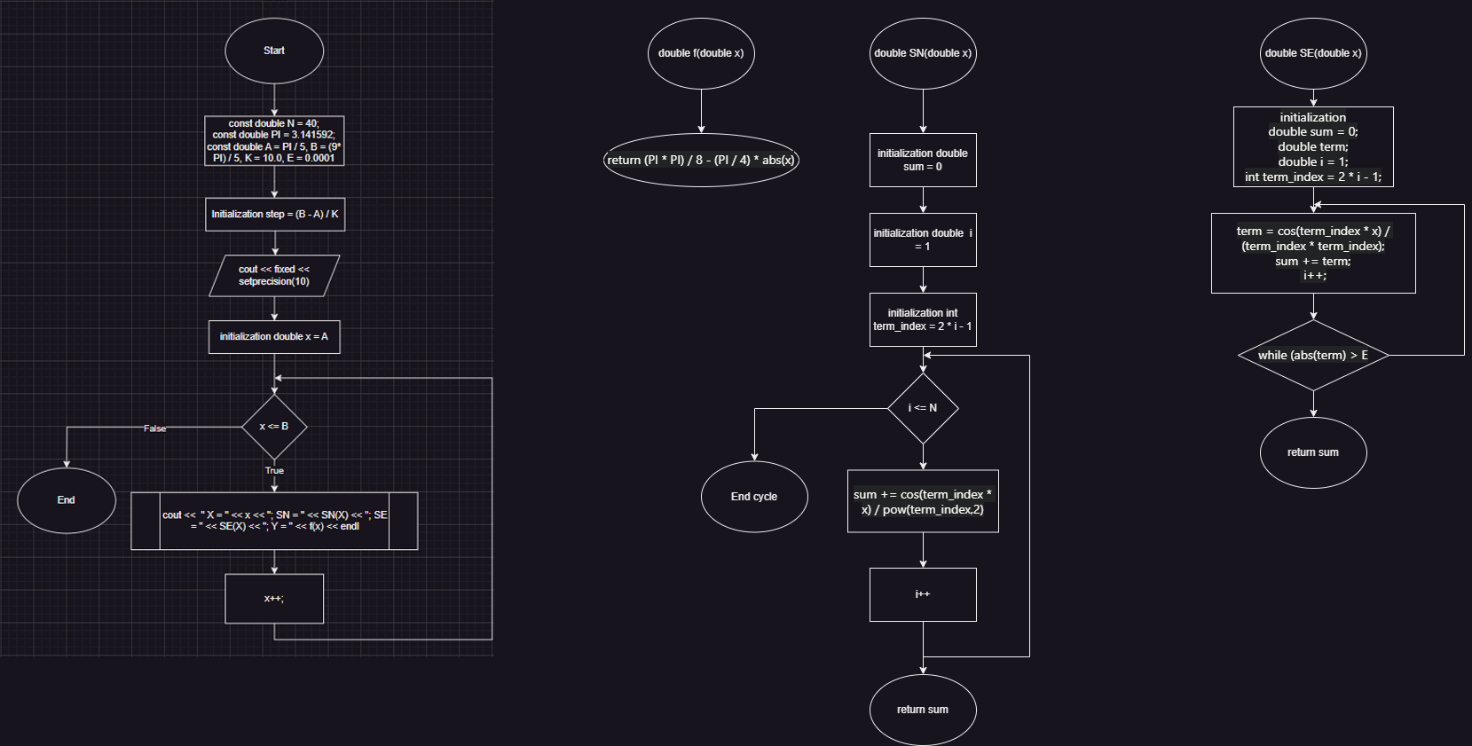 Start
const double N = 40;
const double PI = 3.141592;
const double A = PI / 5, B = (9*
PI) / 5, K = 10.0, E = 0.0001
Initialization step = (B - A) / K
cout << fixed <<
setprecision(10)
initialization double x = A
x <= B
False
True
End
cout << " X = " << x << "; SN = " << SN(X) << "; SE
= " << SE(X) << "; Y = " << f(x) << endl
x++;
double f(double x)
return (PI * PI) / 8 - (PI / 4) * abs(x)
double SN(double x)
initialization double
sum = 0
initialization double i
= 1
initialization int
term_index = 2 * i - 1
i <= N
End cycle
sum += cos(term_index *
x) / pow(term_index,2)
i++
return sum
double SE(double x)
initialization
double sum = 0;
double term;
double i = 1;
int term_index = 2 * i - 1;
term = cos(term_index * x) /
(term_index * term_index);
sum += term;
i++;
while (abs(term) > E
return sum